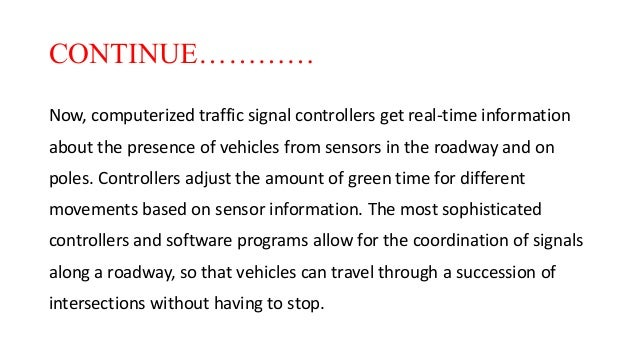 CONTINUE…………
Now, computerized traffic signal controllers get real-time information
about the presence of vehicles from sensors in the roadway and on
poles. Controllers adjust the amount of green time for different
movements based on sensor information. The most sophisticated
controllers and software programs allow for the coordination of signals
along a roadway, so that vehicles can travel through a succession of
intersections without having to stop.